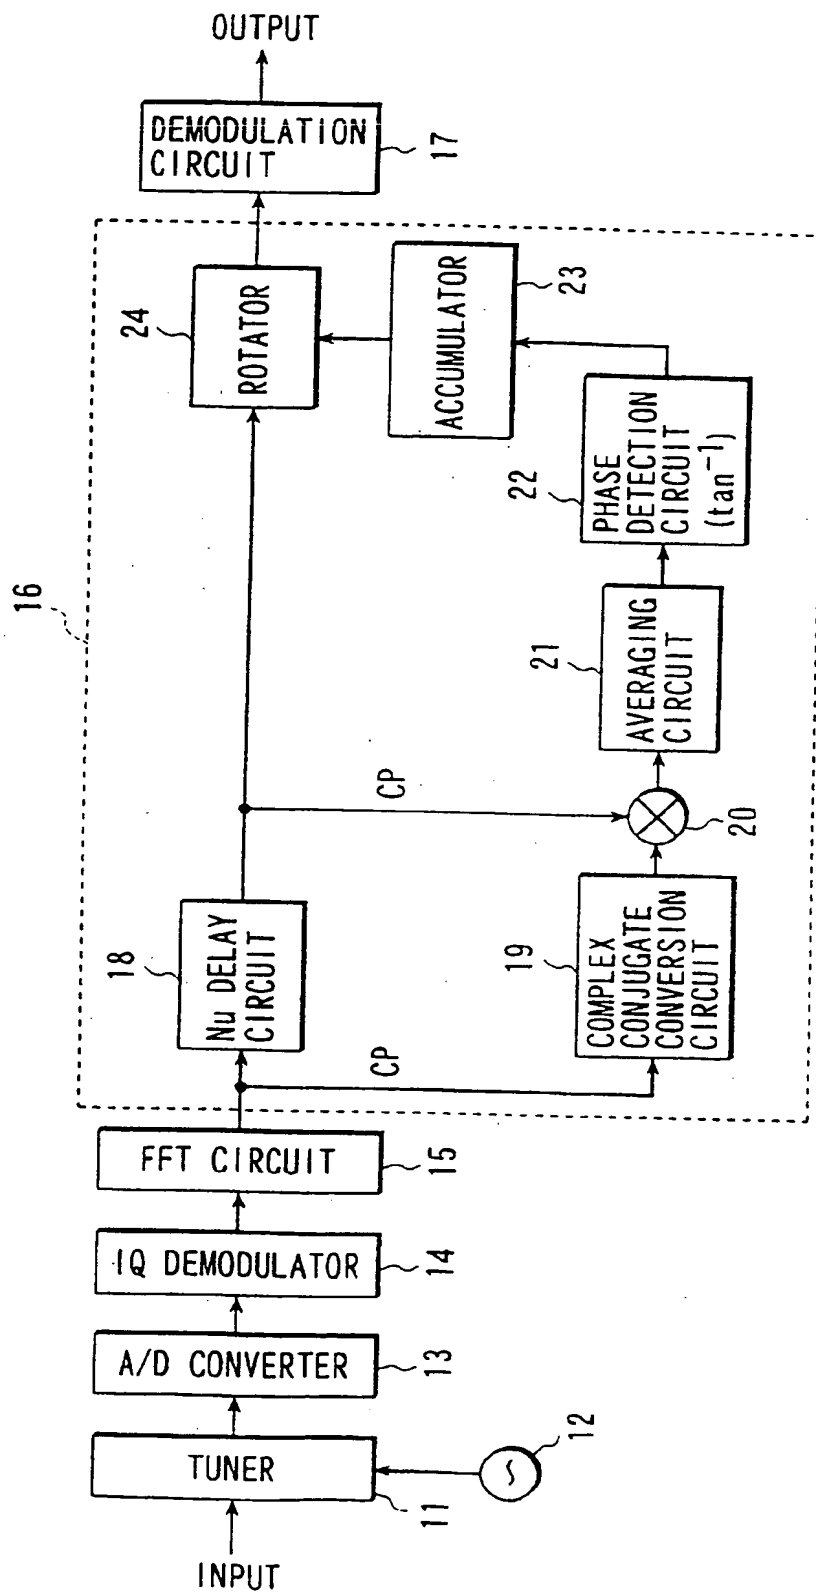 INPUT
TUNER
11
12
A/D CONVERTER
13
IQ DEMODULATOR
14
FFT CIRCUIT
15
16
CP
18
Nu DELAY
CIRCUIT
CP
19
COMPLEX
CONJUGATE
CONVERSION
CIRCUIT
20
21
AVERAGING
CIRCUIT
22
PHASE
DETECTION
CIRCUIT
(tan⁻¹)
23
ACCUMULATOR
24
ROTATOR
DEMODULATION
CIRCUIT
17
OUTPUT